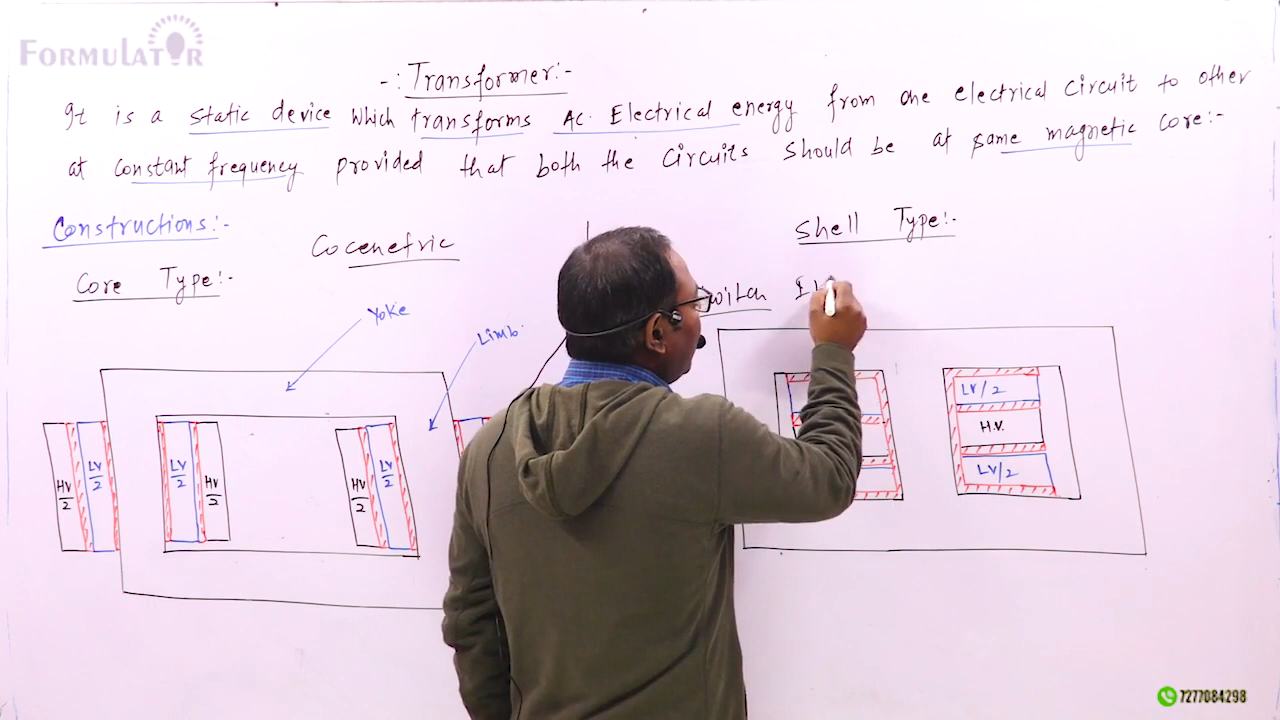 FORMULATOR
-:Transformer:-
It is a static device which transforms AC. Electrical energy from one electrical circuit to other
at constant frequency provided that both the circuits should be at same magnetic core:-
Constructions:-
Cocenetric
Shell Type:-
Core Type:-
Yoke
Limb
HV/2
LV/2
LV/2
HV/2
HV/2
LV/2
LV/2
H.V.
LV/2
7277084298